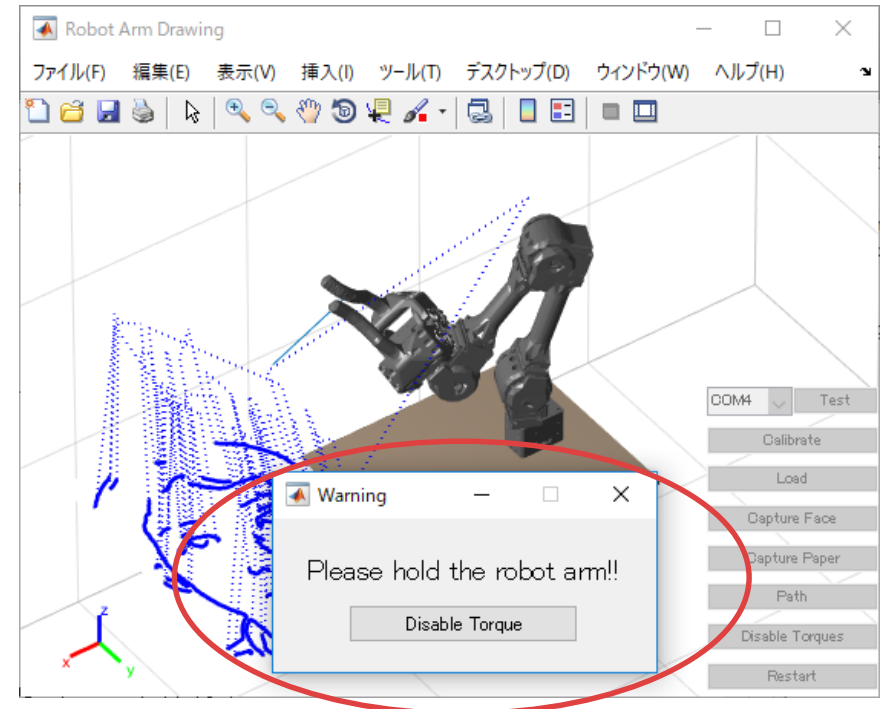 Robot Arm Drawing
ファイル(F) 編集(E) 表示(V) 挿入(I) ツール(T) デスクトップ(D) ウィンドウ(W) ヘルプ(H)
COM4 Test
Calibrate
Load
Capture Face
Capture Paper
Path
Disable Torques
Restart
Warning
Please hold the robot arm!!
Disable Torque
z
x
y